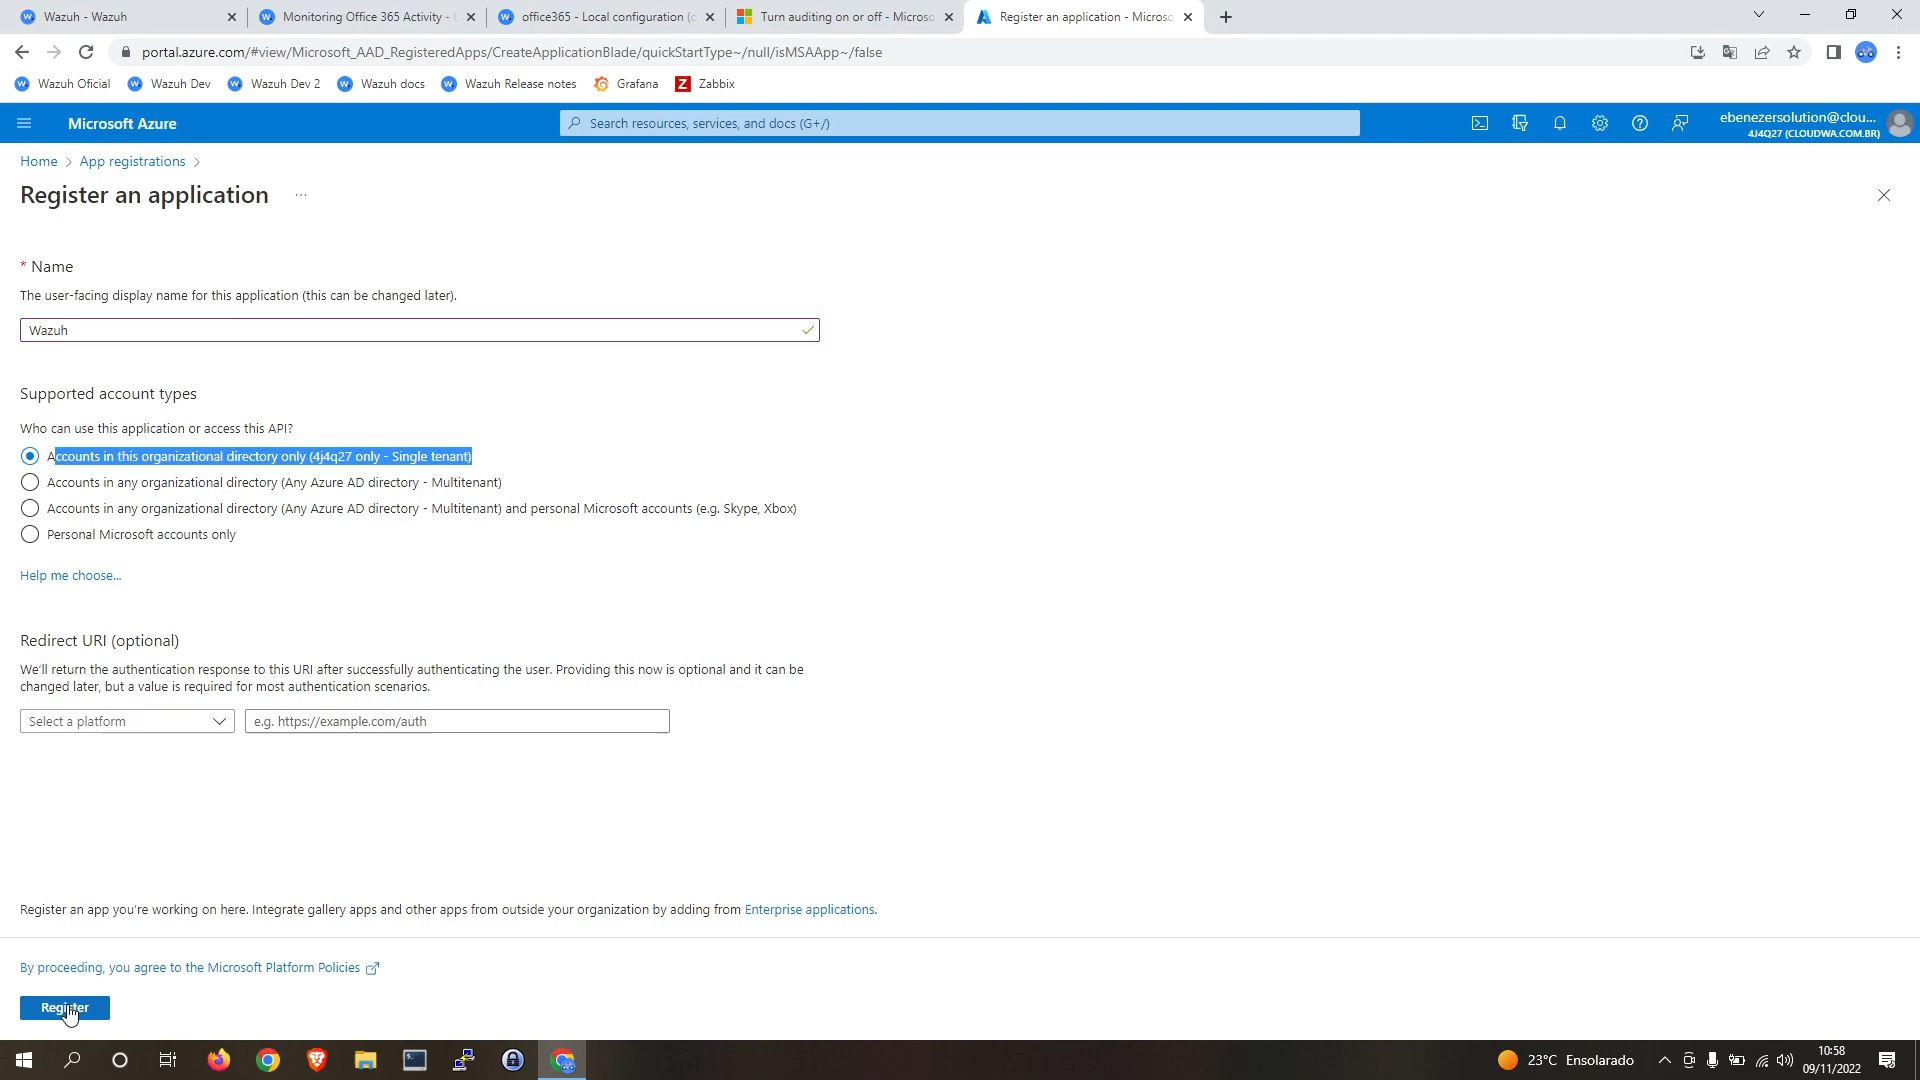 Wazuh - Wazuh
Monitoring Office 365 Activity -
office365 - Local configuration (
Turn auditing on or off - Microso
Register an application - Microso
portal.azure.com/#view/Microsoft_AAD_RegisteredApps/CreateApplicationBlade/quickStartType~/null/isMSAApp~/false
Wazuh Oficial
Wazuh Dev
Wazuh Dev 2
Wazuh docs
Wazuh Release notes
Grafana
Zabbix
Microsoft Azure
Search resources, services, and docs (G+/)
ebenezersolution@clou...
4J4Q27 (CLOUDWA.COM.BR)
Home > App registrations >
Register an application ...
* Name
The user-facing display name for this application (this can be changed later).
Wazuh
Supported account types
Who can use this application or access this API?
Accounts in this organizational directory only (4j4q27 only - Single tenant)
Accounts in any organizational directory (Any Azure AD directory - Multitenant)
Accounts in any organizational directory (Any Azure AD directory - Multitenant) and personal Microsoft accounts (e.g. Skype, Xbox)
Personal Microsoft accounts only
Help me choose...
Redirect URI (optional)
We'll return the authentication response to this URI after successfully authenticating the user. Providing this now is optional and it can be
changed later, but a value is required for most authentication scenarios.
Select a platform
e.g. https://example.com/auth
Register an app you're working on here. Integrate gallery apps and other apps from outside your organization by adding from Enterprise applications.
By proceeding, you agree to the Microsoft Platform Policies
Register
23°C Ensolarado
10:58
09/11/2022